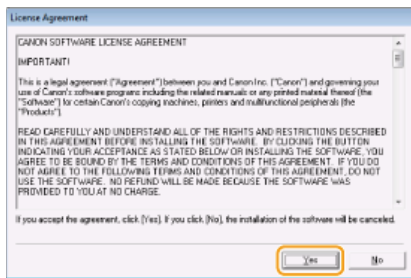 License Agreement
CANON SOFTWARE LICENSE AGREEMENT
IMPORTANT!
This is a legal agreement ("Agreement") between you and Canon Inc. ("Canon") and governing your
use of Canon's software programs including the related manuals or any printed material thereof (the
"Software") for certain Canon's copying machines, printers and multifunctional peripherals (the
"Products").
READ CAREFULLY AND UNDERSTAND ALL OF THE RIGHTS AND RESTRICTIONS DESCRIBED
IN THIS AGREEMENT BEFORE INSTALLING THE SOFTWARE. BY CLICKING THE BUTTON
INDICATING YOUR ACCEPTANCE AS STATED BELOW OR INSTALLING THE SOFTWARE, YOU
AGREE TO BE BOUND BY THE TERMS AND CONDITIONS OF THIS AGREEMENT. IF YOU DO
NOT AGREE TO THE FOLLOWING TERMS AND CONDITIONS OF THIS AGREEMENT, DO NOT
USE THE SOFTWARE. NO REFUND WILL BE MADE BECAUSE THE SOFTWARE WAS
PROVIDED TO YOU AT NO CHARGE.
If you accept the agreement, click [Yes]. If you click [No], the installation of the software will be canceled.
Yes
No